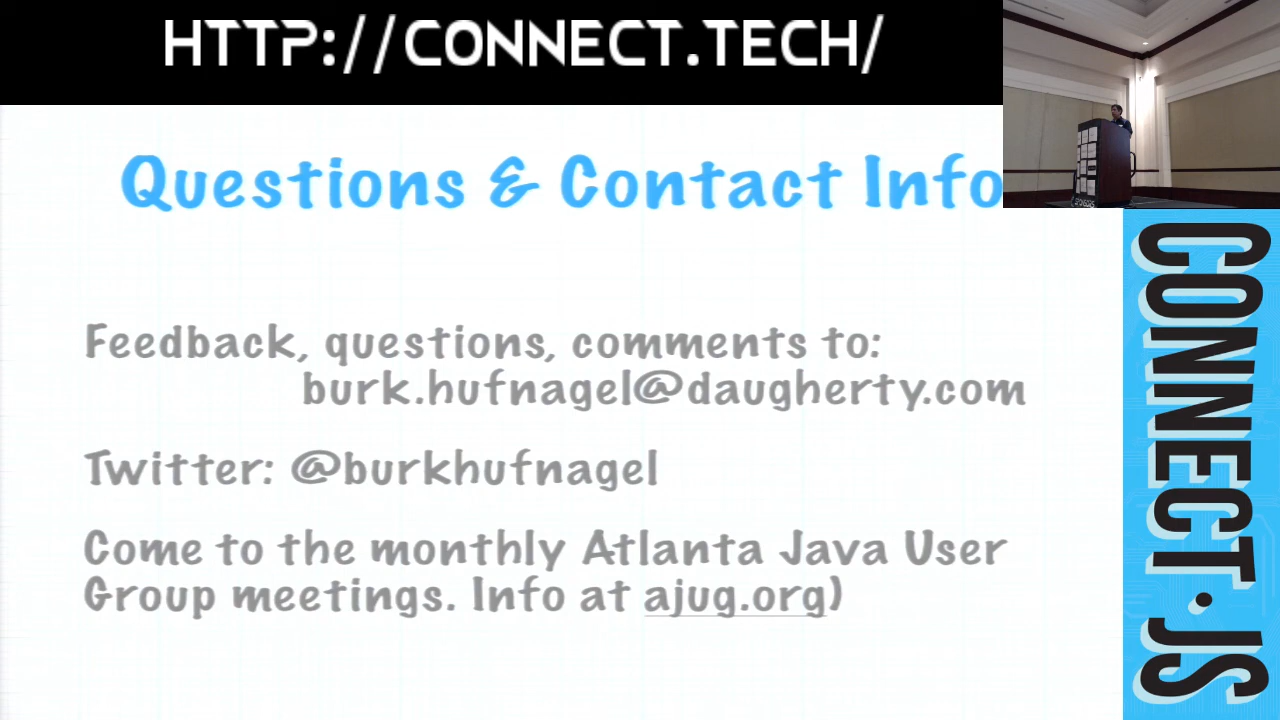 HTTP://CONNECT.TECH/
Questions & Contact Info
Feedback, questions, comments to:
burk.hufnagel@daugherty.com
Twitter: @burkhufnagel
Come to the monthly Atlanta Java User
Group meetings. Info at ajug.org)
CONNECT·JS